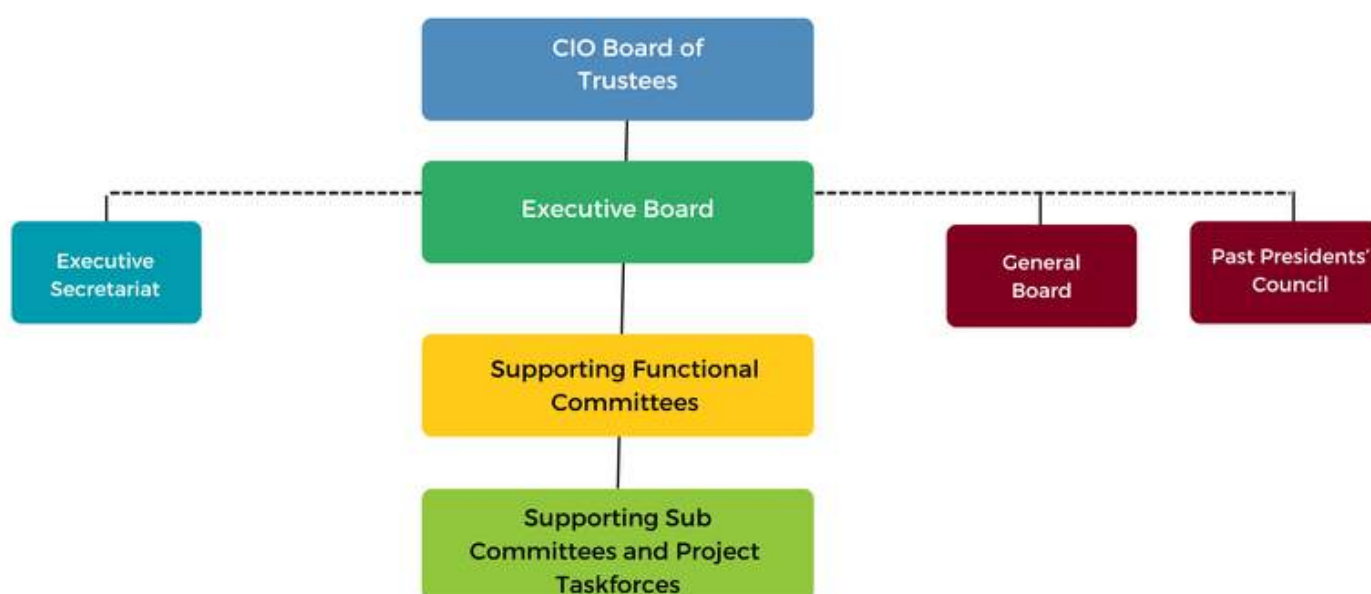 CIO Board of
Trustees
Executive Board
Executive
Secretariat
General
Board
Past Presidents'
Council
Supporting Functional
Committees
Supporting Sub
Committees and Project
Taskforces